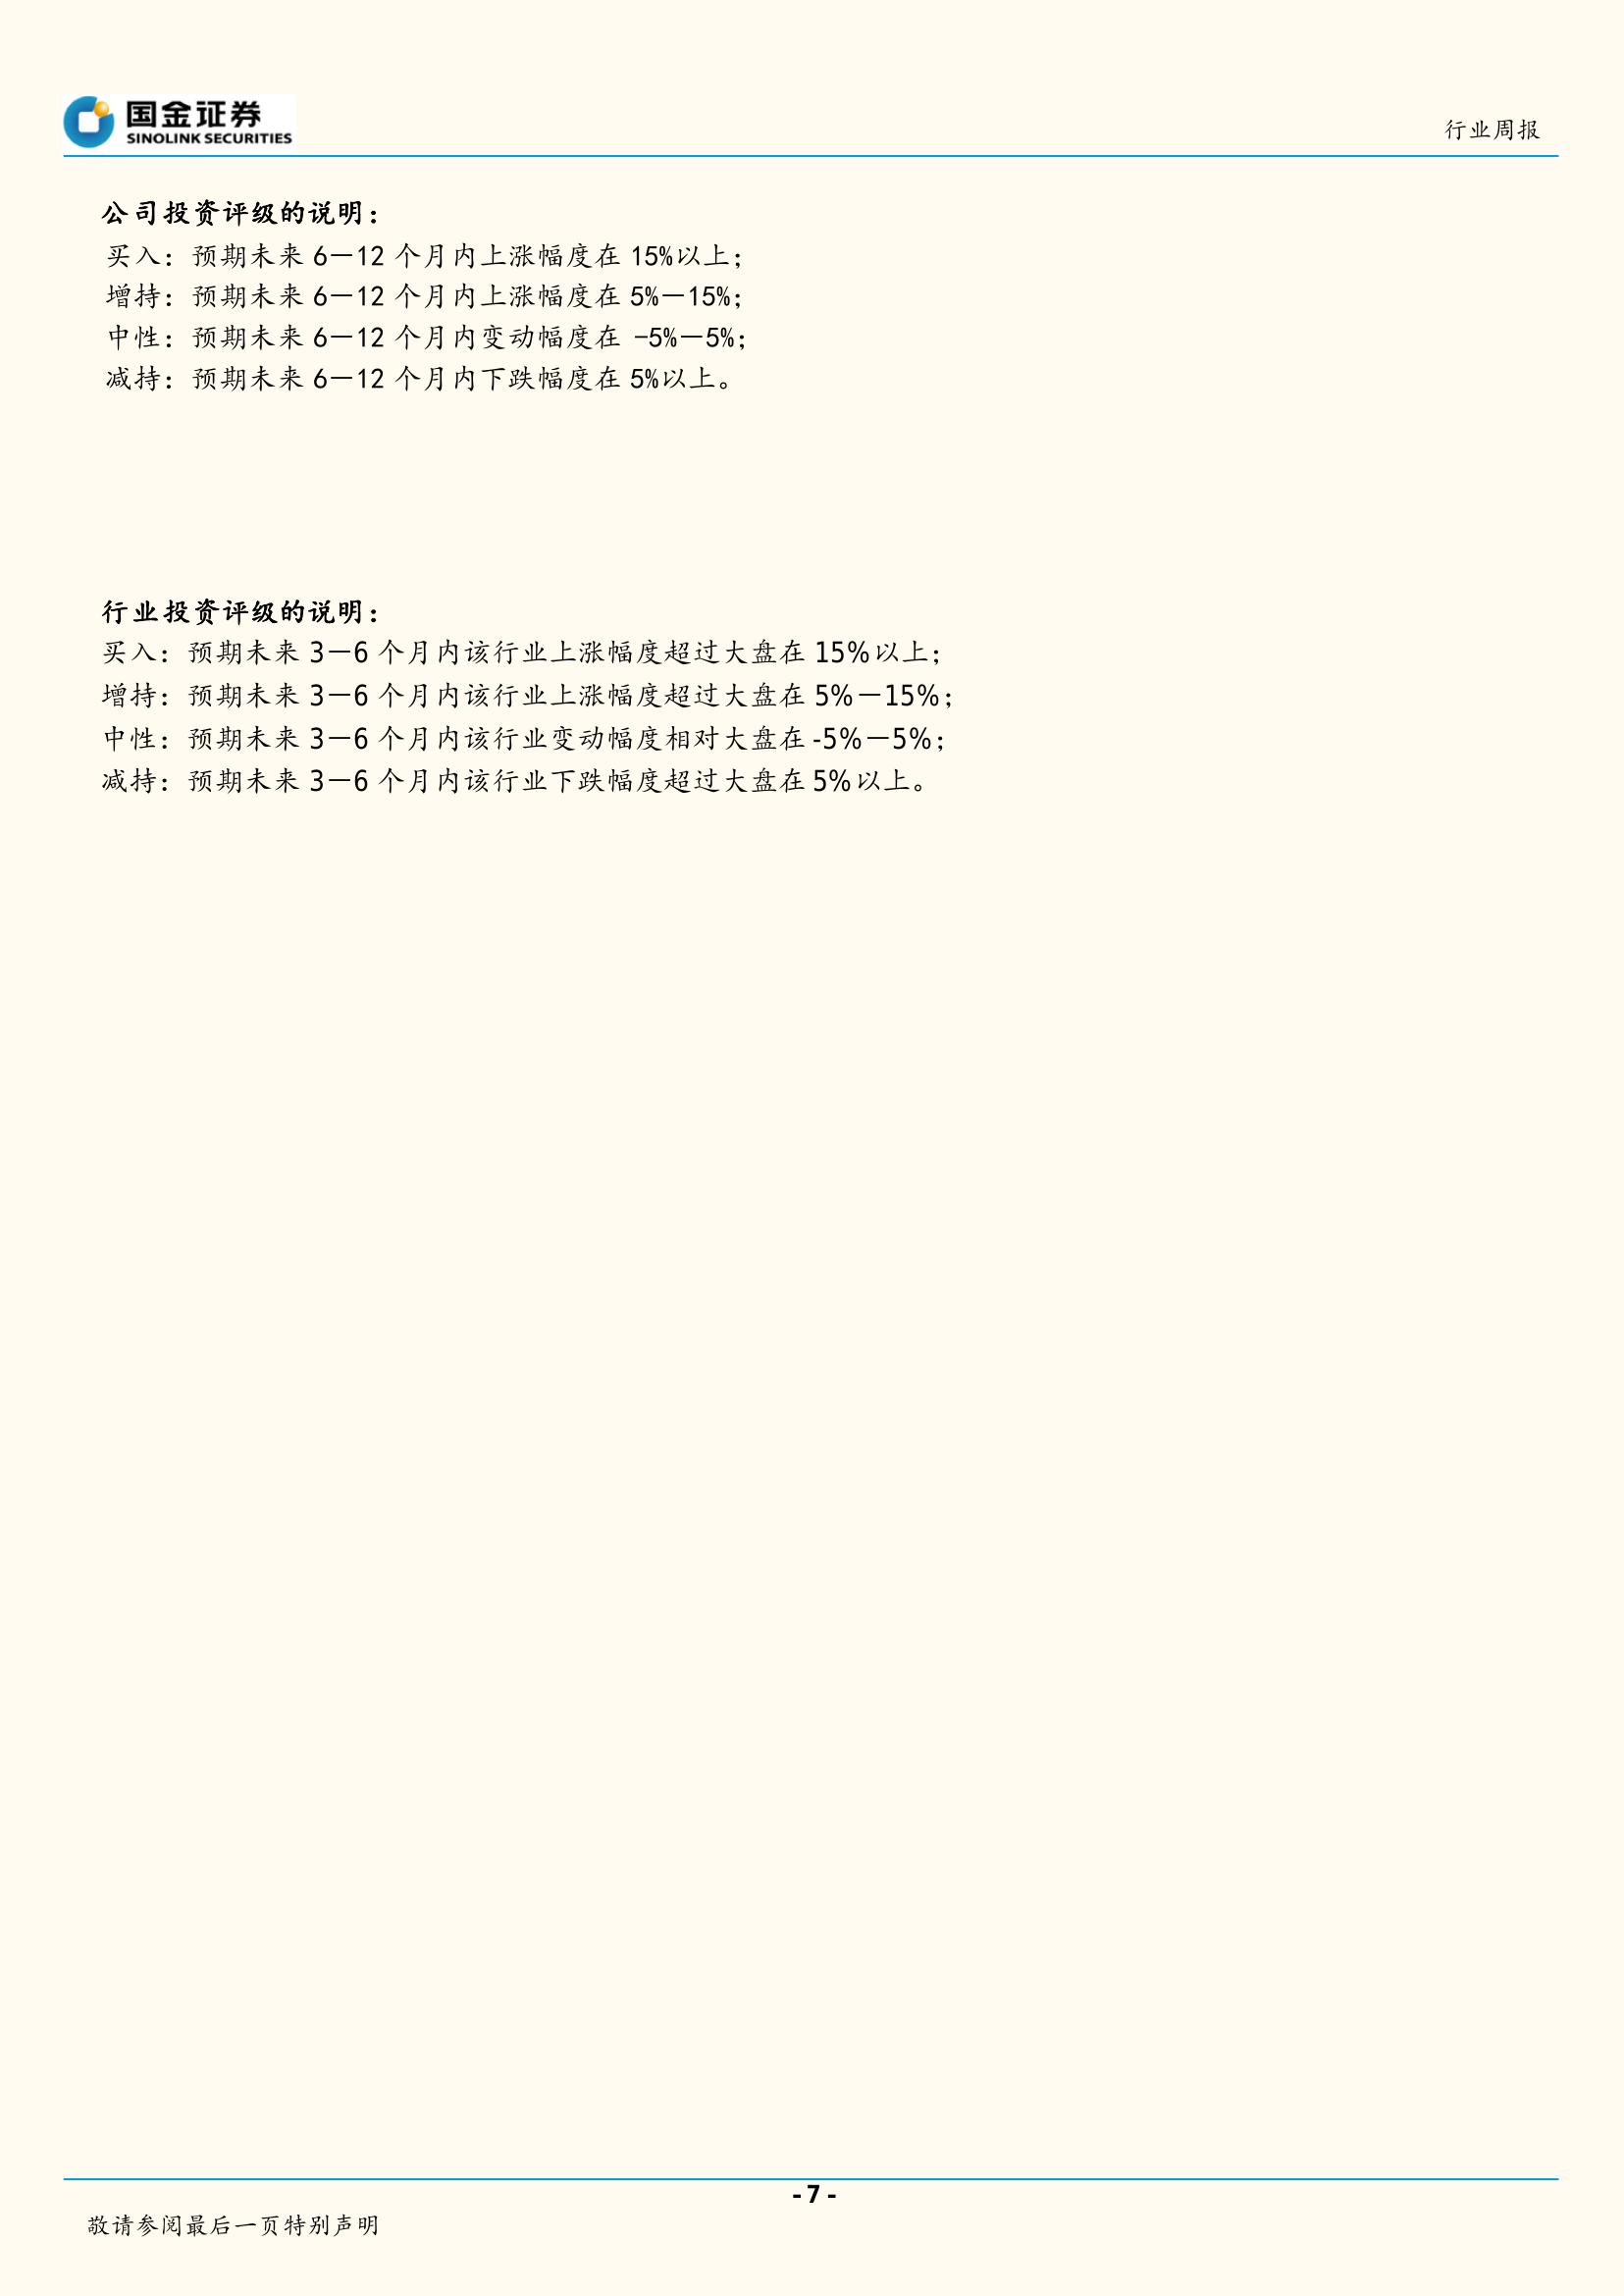 国金证券
SINOLINK SECURITIES
行业周报
公司投资评级的说明：
买入：预期未来 6－12 个月内上涨幅度在 15%以上；
增持：预期未来 6－12 个月内上涨幅度在 5%－15%；
中性：预期未来 6－12 个月内变动幅度在 -5%－5%；
减持：预期未来 6－12 个月内下跌幅度在 5%以上。
行业投资评级的说明：
买入：预期未来 3－6 个月内该行业上涨幅度超过大盘在 15%以上；
增持：预期未来 3－6 个月内该行业上涨幅度超过大盘在 5%－15%；
中性：预期未来 3－6 个月内该行业变动幅度相对大盘在 -5%－5%；
减持：预期未来 3－6 个月内该行业下跌幅度超过大盘在 5%以上。
- 7 -
敬请参阅最后一页特别声明